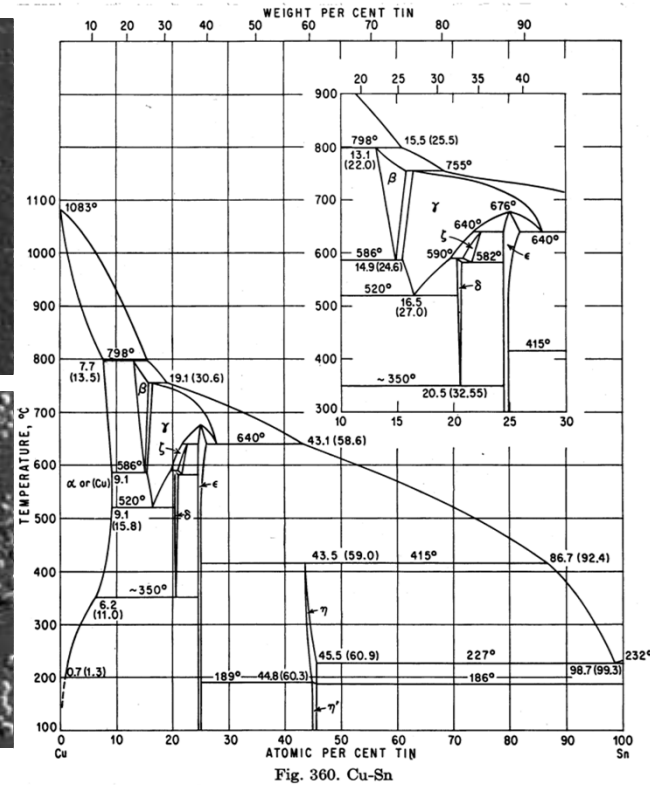 WEIGHT PER CENT TIN
10 20 30 40 50 60 70 80 90
20 25 30 35 40
900
800
700
600
500
400
300
798°
15.5 (25.5)
13.1
(22.0)
755°
β
γ
676°
640°
ζ
640°
586°
590°
582°
ε
14.9 (24.6)
520°
δ
16.5
(27.0)
415°
~350°
20.5 (32.55)
10 15 20 25 30
TEMPERATURE, °C
1100
1000
900
800
700
600
500
400
300
200
100
1083°
798°
7.7
(13.5)
β
19.1 (30.6)
γ
640°
43.1 (58.6)
ζ
586°
α or (Cu)
9.1
ε
520°
9.1
(15.8)
δ
43.5 (59.0)
415°
86.7 (92.4)
~350°
6.2
(11.0)
η
45.5 (60.9)
227°
232°
0.7 (1.3)
98.7 (99.3)
189°
44.8 (60.3)
186°
η'
0 10 20 30 40 50 60 70 80 90 100
Cu
ATOMIC PER CENT TIN
Sn
Fig. 360. Cu-Sn